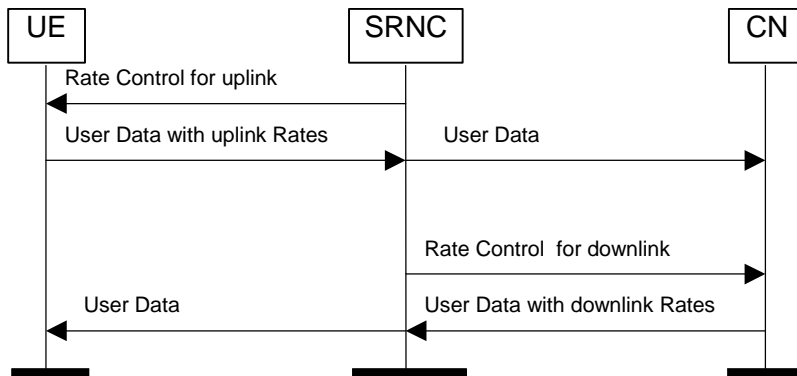 UE
SRNC
CN
Rate Control for uplink
User Data with uplink Rates
User Data
Rate Control for downlink
User Data
User Data with downlink Rates